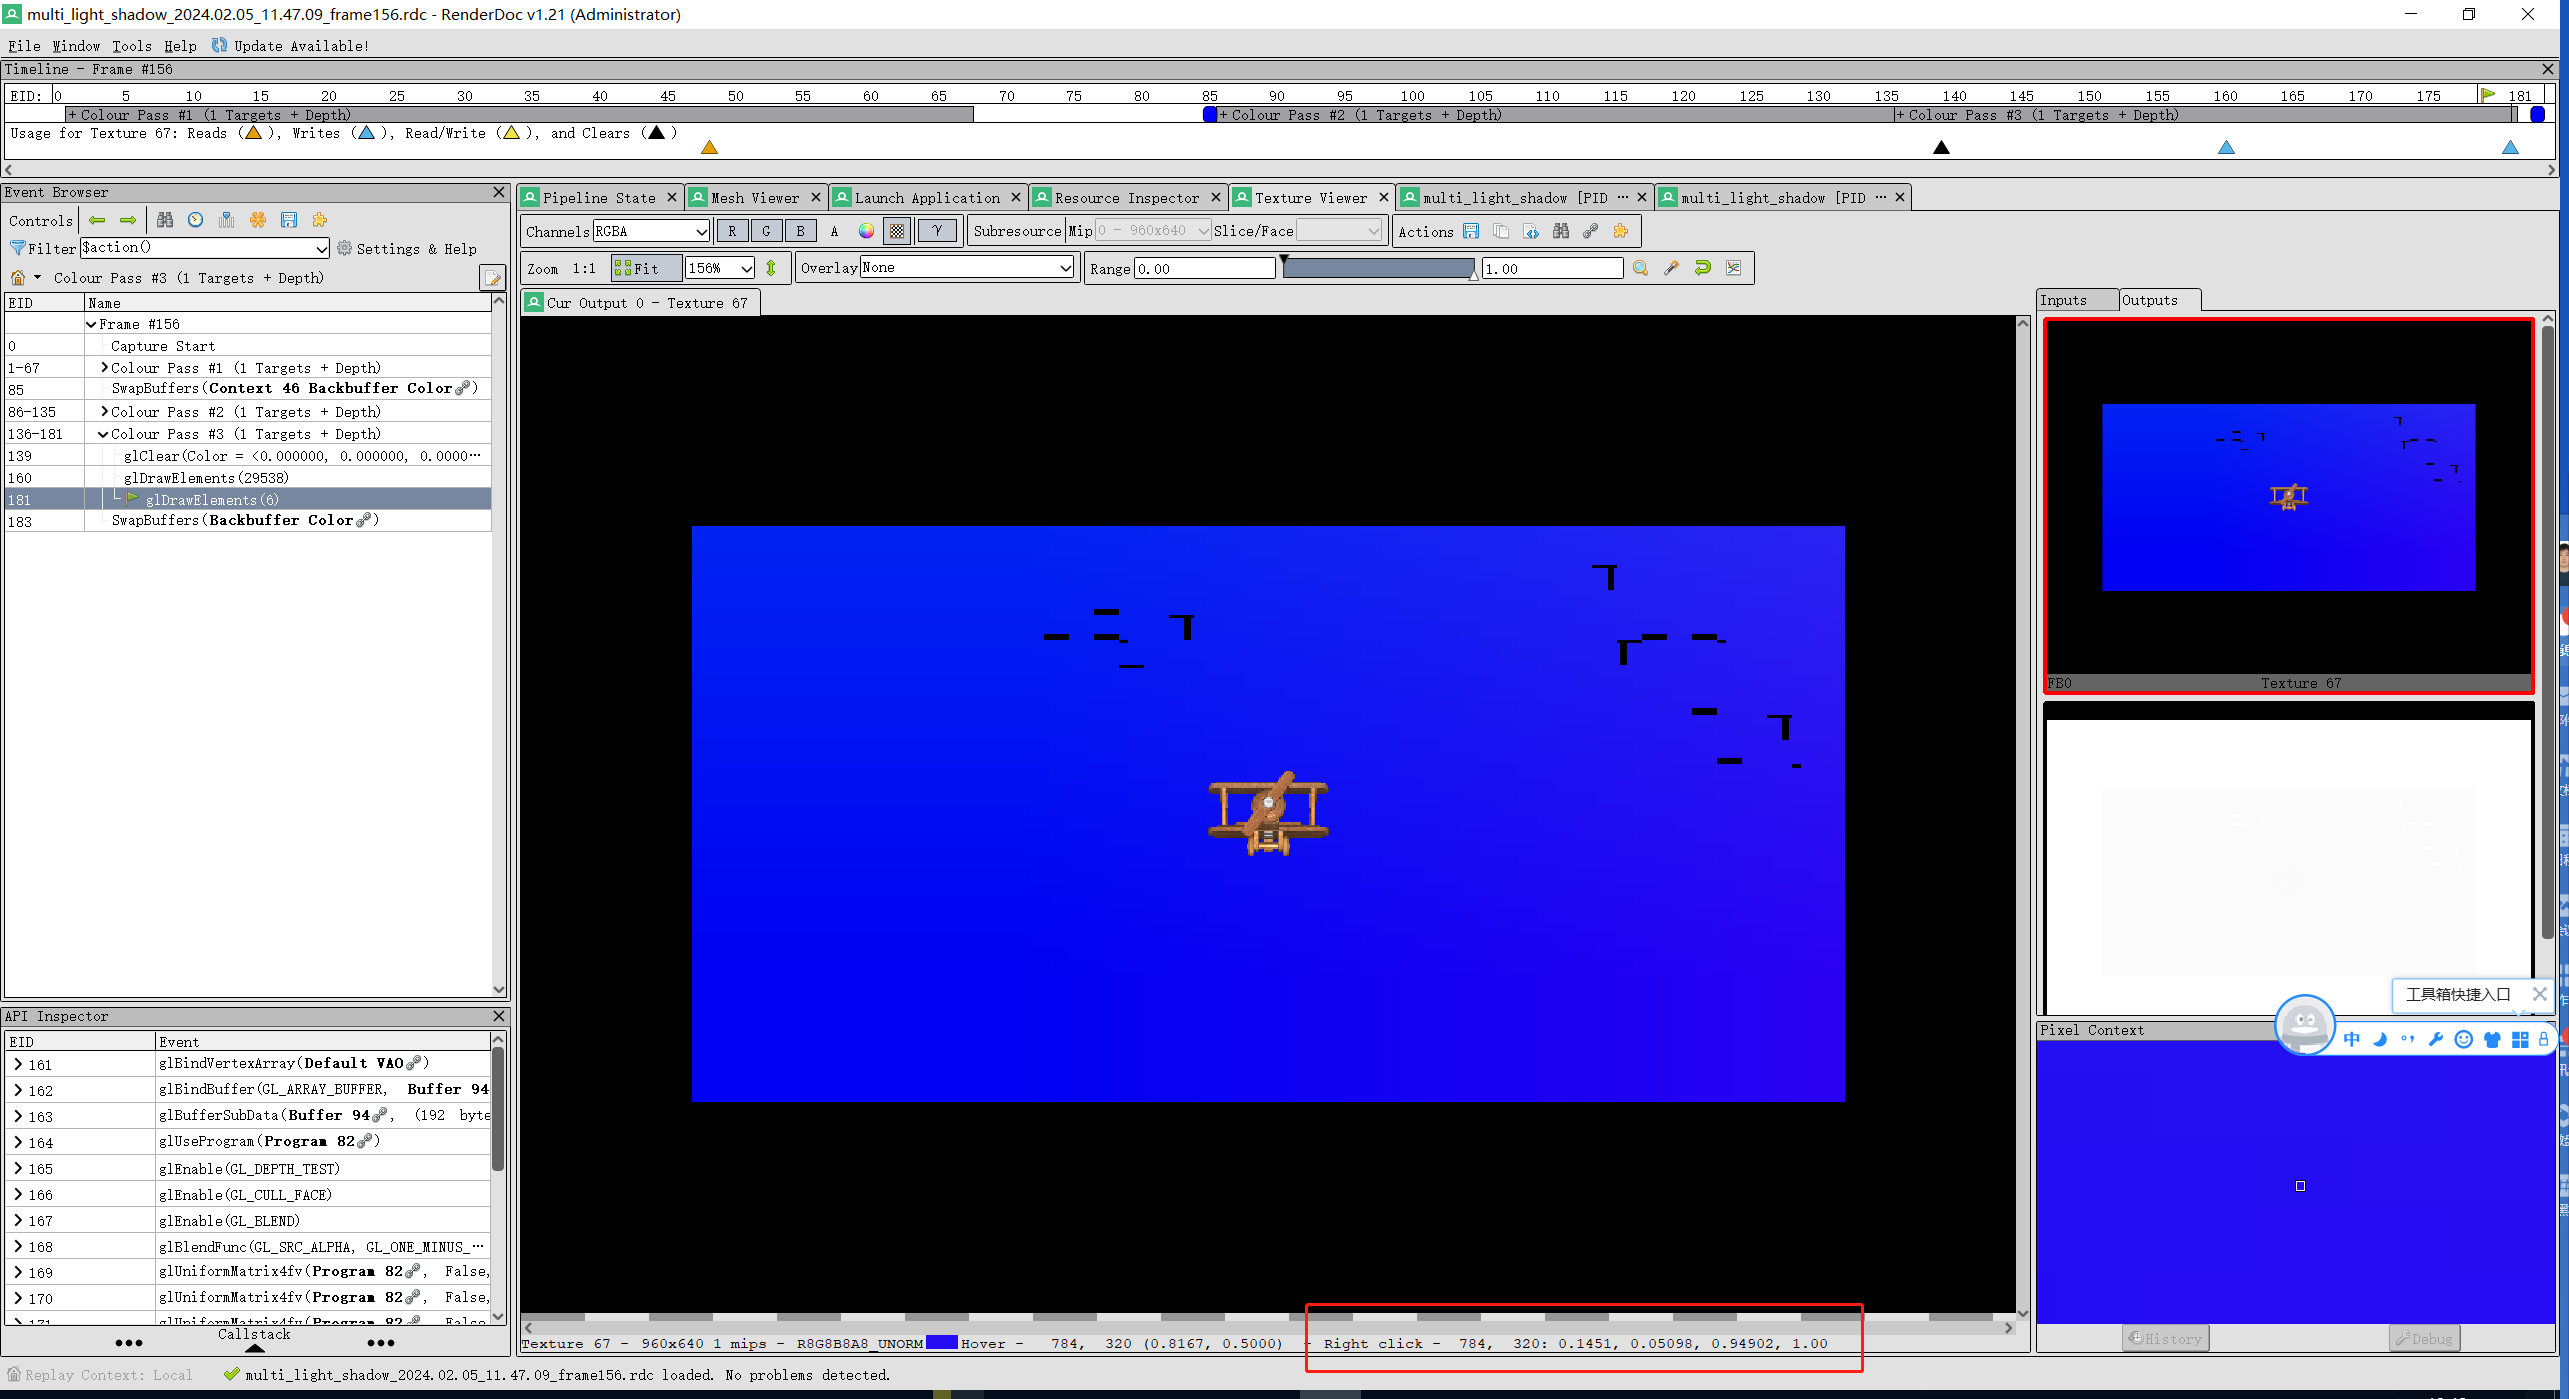 multi_light_shadow_2024.02.05_11.47.09_frame156.rdc - RenderDoc v1.21 (Administrator)
File Window Tools Help Update Available!
Timeline - Frame #156
EID: 0 5 10 15 20 25 30 35 40 45 50 55 60 65 70 75 80 85 90 95 100 105 110 115 120 125 130 135 140 145 150 155 160 165 170 175 181
+ Colour Pass #1 (1 Targets + Depth)
+ Colour Pass #2 (1 Targets + Depth)
+ Colour Pass #3 (1 Targets + Depth)
Usage for Texture 67: Reads ( ), Writes ( ), Read/Write ( ), and Clears ( )
Event Browser
Controls
Filter $action() Settings & Help
Colour Pass #3 (1 Targets + Depth)
EID Name
Frame #156
0 Capture Start
1-67 Colour Pass #1 (1 Targets + Depth)
85 SwapBuffers(Context 46 Backbuffer Color)
86-135 Colour Pass #2 (1 Targets + Depth)
136-181 Colour Pass #3 (1 Targets + Depth)
139 glClear(Color = <0.000000, 0.000000, 0.0000…
160 glDrawElements(29538)
181 glDrawElements(6)
183 SwapBuffers(Backbuffer Color)
API Inspector
EID Event
161 glBindVertexArray(Default VAO)
162 glBindBuffer(GL_ARRAY_BUFFER, Buffer 94
163 glBufferSubData(Buffer 94, (192 byte
164 glUseProgram(Program 82)
165 glEnable(GL_DEPTH_TEST)
166 glEnable(GL_CULL_FACE)
167 glEnable(GL_BLEND)
168 glBlendFunc(GL_SRC_ALPHA, GL_ONE_MINUS_…
169 glUniformMatrix4fv(Program 82, False,
170 glUniformMatrix4fv(Program 82, False,
171 glUniformMatrix4fv(Program 82, False,
Callstack
Pipeline State Mesh Viewer Launch Application Resource Inspector Texture Viewer multi_light_shadow [PID … multi_light_shadow [PID …
Channels RGBA R G B A γ Subresource Mip 0 - 960x640 Slice/Face Actions
Zoom 1:1 Fit 156% Overlay None Range 0.00 1.00
Cur Output 0 - Texture 67
Texture 67 - 960x640 1 mips - R8G8B8A8_UNORM Hover - 784, 320 (0.8167, 0.5000) - Right click - 784, 320: 0.1451, 0.05098, 0.94902, 1.00
Inputs Outputs
FBO Texture 67
工具箱快捷入口
中
Pixel Context
History Debug
Replay Context: Local multi_light_shadow_2024.02.05_11.47.09_frame156.rdc loaded. No problems detected.